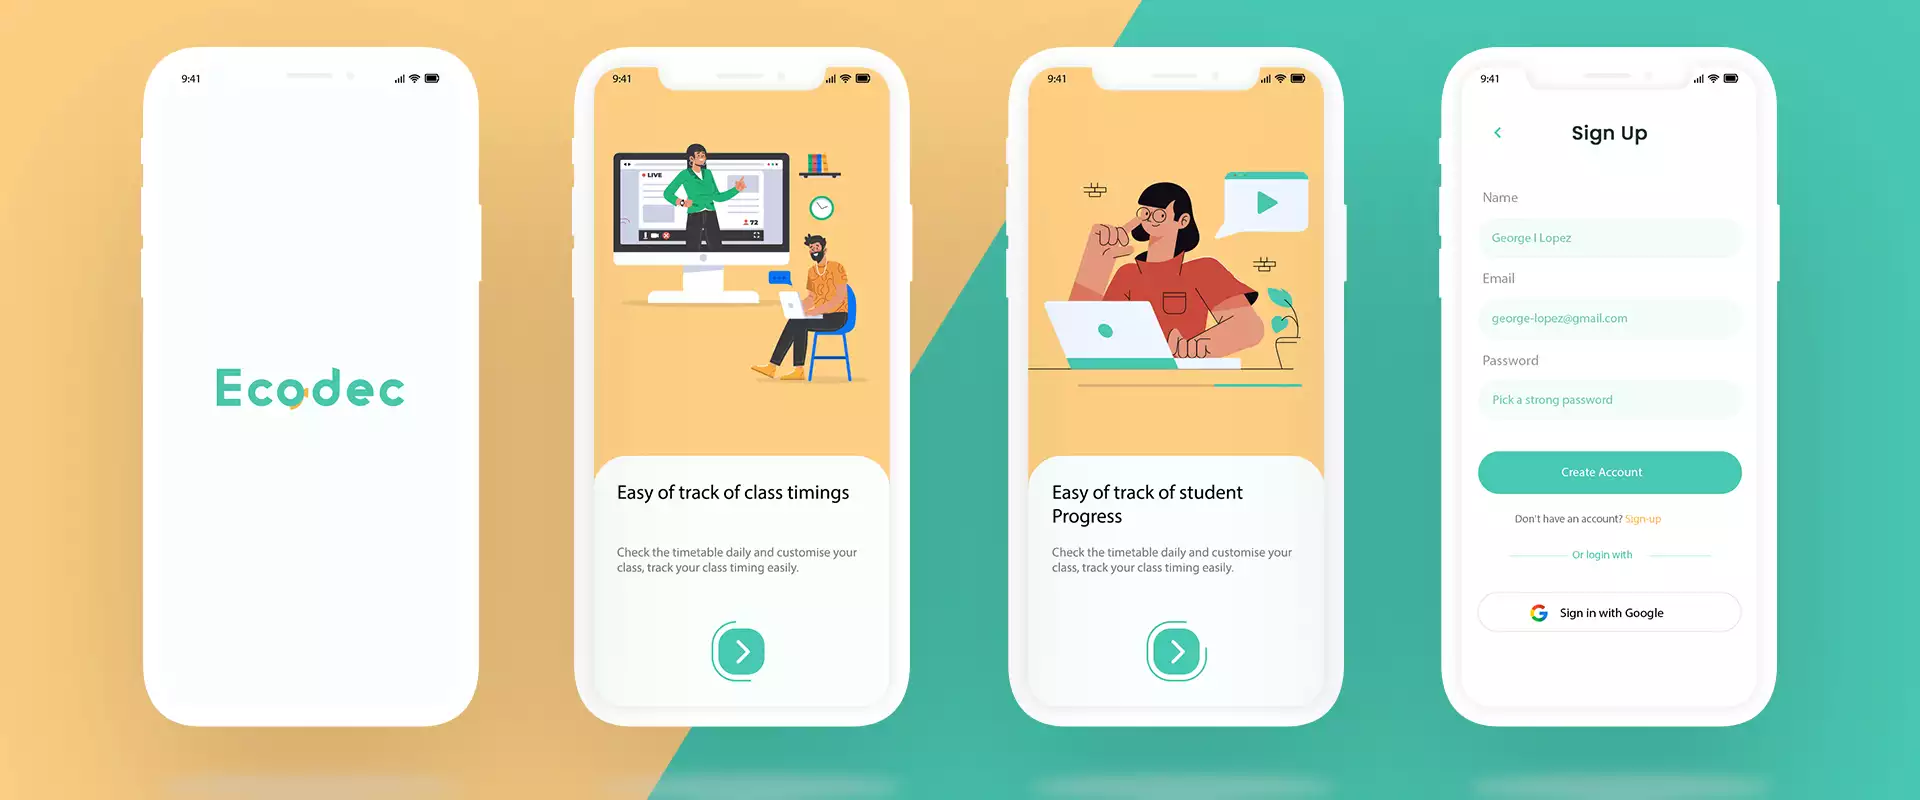 9:41
Ecodec
9:41
LIVE
72
Easy of track of class timings
Check the timetable daily and customise your
class, track your class timing easily.
9:41
Easy of track of student
Progress
Check the timetable daily and customise your
class, track your class timing easily.
9:41
Sign Up
Name
George I Lopez
Email
george-lopez@gmail.com
Password
Pick a strong password
Create Account
Don't have an account? Sign-up
Or login with
Sign in with Google